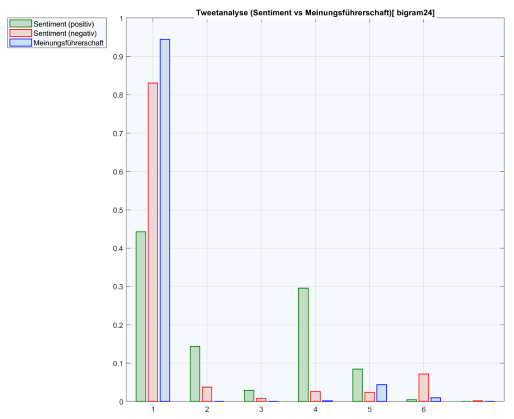 Tweetanalyse (Sentiment vs Meinungsführerschaft)[ bigram24]
Sentiment (positiv)
Sentiment (negativ)
Meinungsführerschaft
1
0.9
0.8
0.7
0.6
0.5
0.4
0.3
0.2
0.1
0
1 2 3 4 5 6